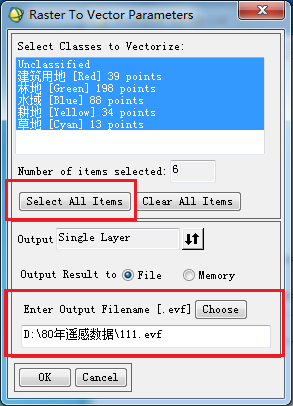 Raster To Vector Parameters
Select Classes to Vectorize:
Unclassified
建筑用地 [Red] 39 points
林地 [Green] 198 points
水域 [Blue] 88 points
耕地 [Yellow] 34 points
草地 [Cyan] 13 points
Number of items selected: 6
Select All Items Clear All Items
Output Single Layer
Output Result to File Memory
Enter Output Filename [.evf] Choose
D:\80年遥感数据\111.evf
OK Cancel